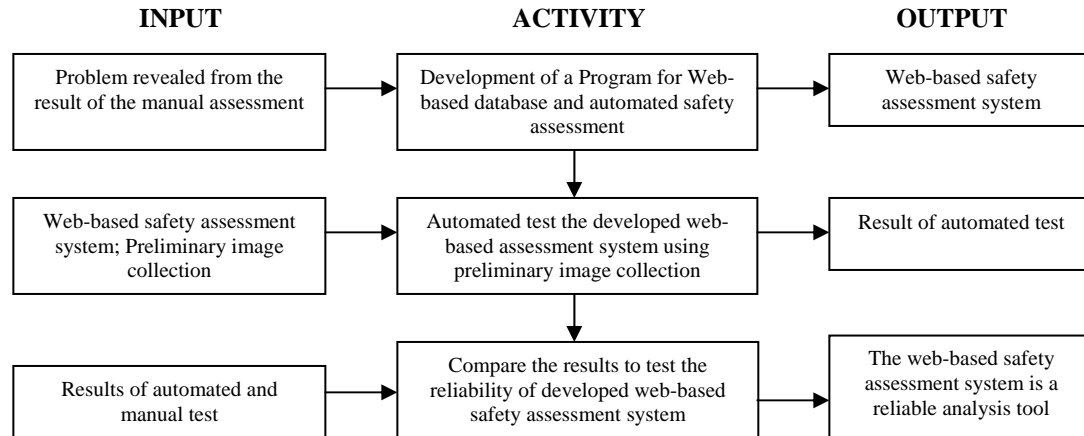 INPUT
ACTIVITY
OUTPUT
Problem revealed from the
result of the manual assessment
Development of a Program for Web-
based database and automated safety
assessment
Web-based safety
assessment system
Web-based safety assessment
system; Preliminary image
collection
Automated test the developed web-
based assessment system using
preliminary image collection
Result of automated test
Results of automated and
manual test
Compare the results to test the
reliability of developed web-based
safety assessment system
The web-based safety
assessment system is a
reliable analysis tool